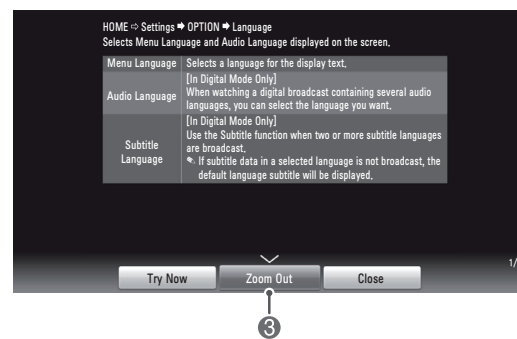 HOME ⇨ Settings ➡ OPTION ➡ Language
Selects Menu Language and Audio Language displayed on the screen.
Menu Language Selects a language for the display text.
Audio Language [In Digital Mode Only]
When watching a digital broadcast containing several audio
languages, you can select the language you want.
Subtitle
Language
[In Digital Mode Only]
Use the Subtitle function when two or more subtitle languages
are broadcast.
✎ If subtitle data in a selected language is not broadcast, the
default language subtitle will be displayed.
1/
Try Now Zoom Out Close
3